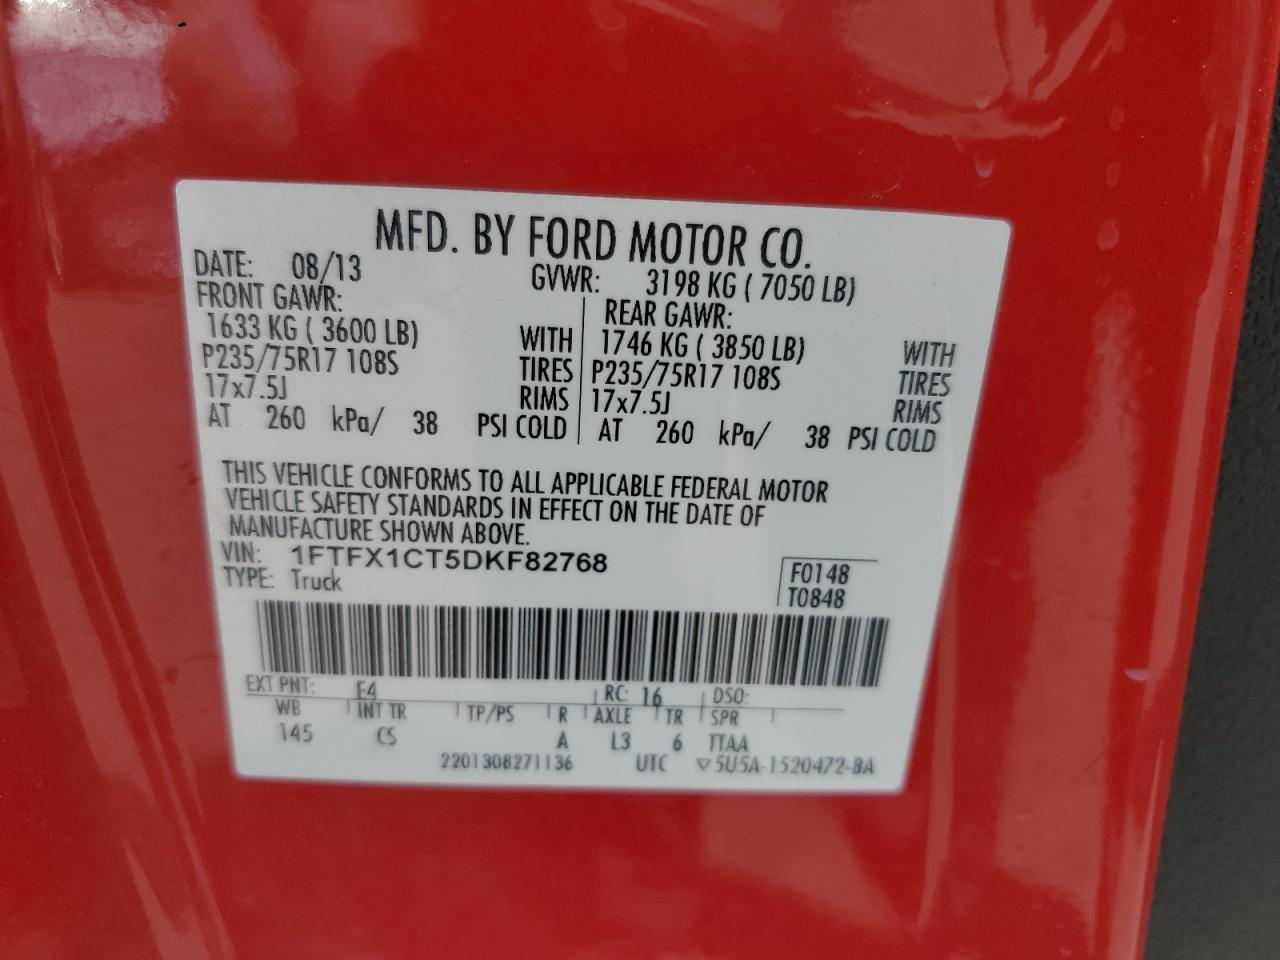 MFD. BY FORD MOTOR CO.
DATE: 08/13 GVWR: 3198 KG ( 7050 LB)
FRONT GAWR: REAR GAWR:
1633 KG ( 3600 LB) WITH 1746 KG ( 3850 LB) WITH
P235/75R17 108S TIRES P235/75R17 108S TIRES
17x7.5J RIMS 17x7.5J RIMS
AT 260 kPa/ 38 PSI COLD AT 260 kPa/ 38 PSI COLD
THIS VEHICLE CONFORMS TO ALL APPLICABLE FEDERAL MOTOR
VEHICLE SAFETY STANDARDS IN EFFECT ON THE DATE OF
MANUFACTURE SHOWN ABOVE.
VIN: 1FTFX1CT5DKF82768
TYPE: Truck
F0148
T0848
EXT PNT: F4 RC: 16 DSO:
WB INT TR TP/PS R AXLE TR SPR
145 CS A L3 6 TTAA
2201308271136 UTC ▽5U5A-1520472-BA